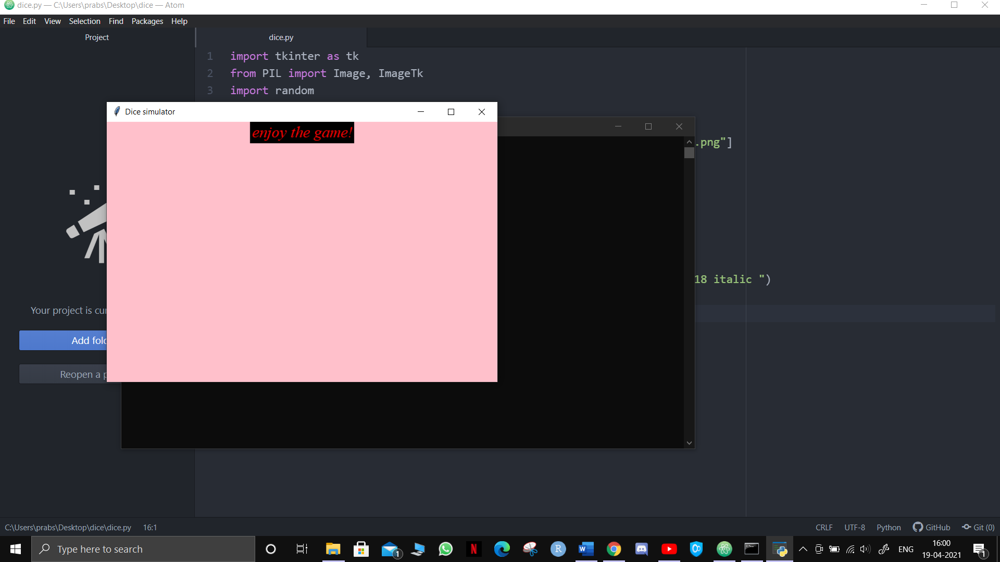 dice.py — C:\Users\prabs\Desktop\dice — Atom
File Edit View Selection Find Packages Help
Project
dice.py
1 import tkinter as tk
2 from PIL import Image, ImageTk
3 import random
Dice simulator
enjoy the game!
.png"]
18 italic ")
Your project is
Add
Reopen a
C:\Users\prabs\Desktop\dice\dice.py 16:1
CRLF UTF-8 Python GitHub Git (0)
Type here to search
1
N
R
W
ENG
16:00
19-04-2021
1